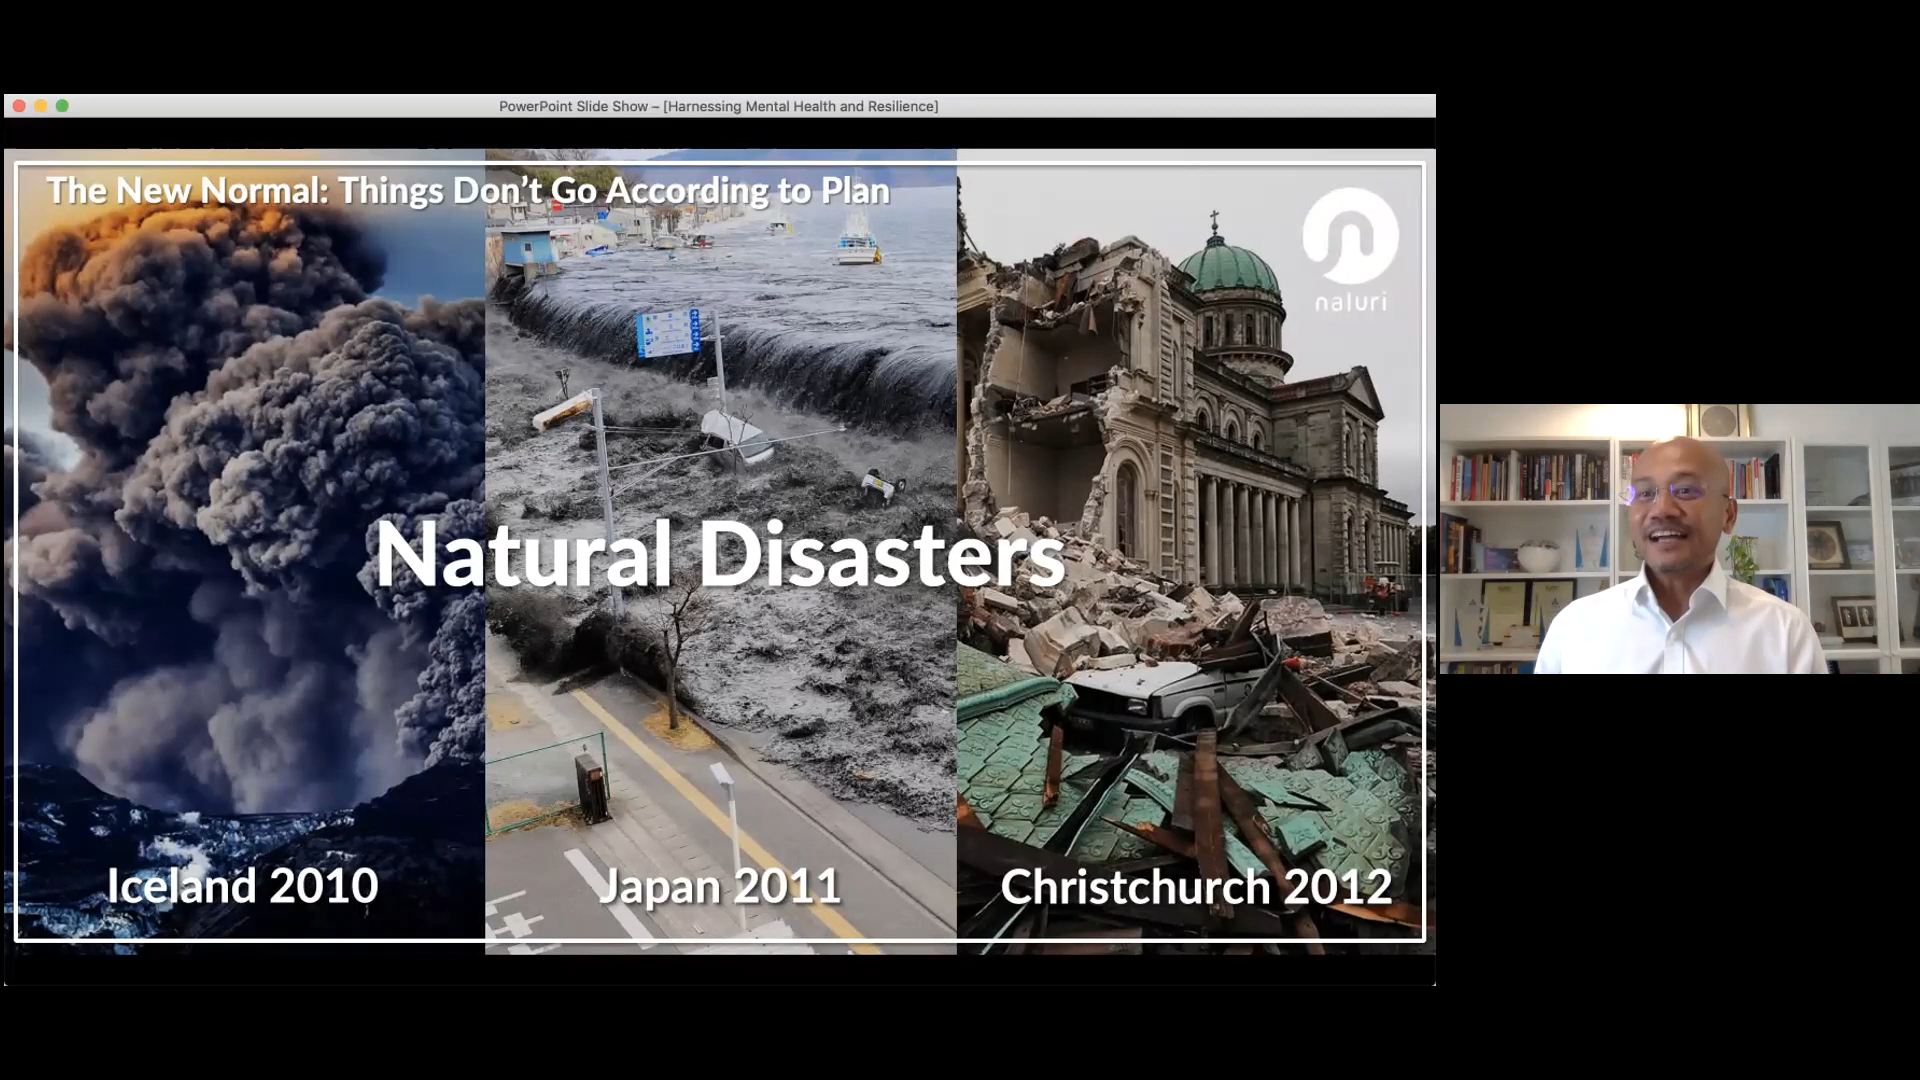 PowerPoint Slide Show – [Harnessing Mental Health and Resilience]
The New Normal: Things Don't Go According to Plan
naluri
Natural Disasters
Iceland 2010
Japan 2011
Christchurch 2012